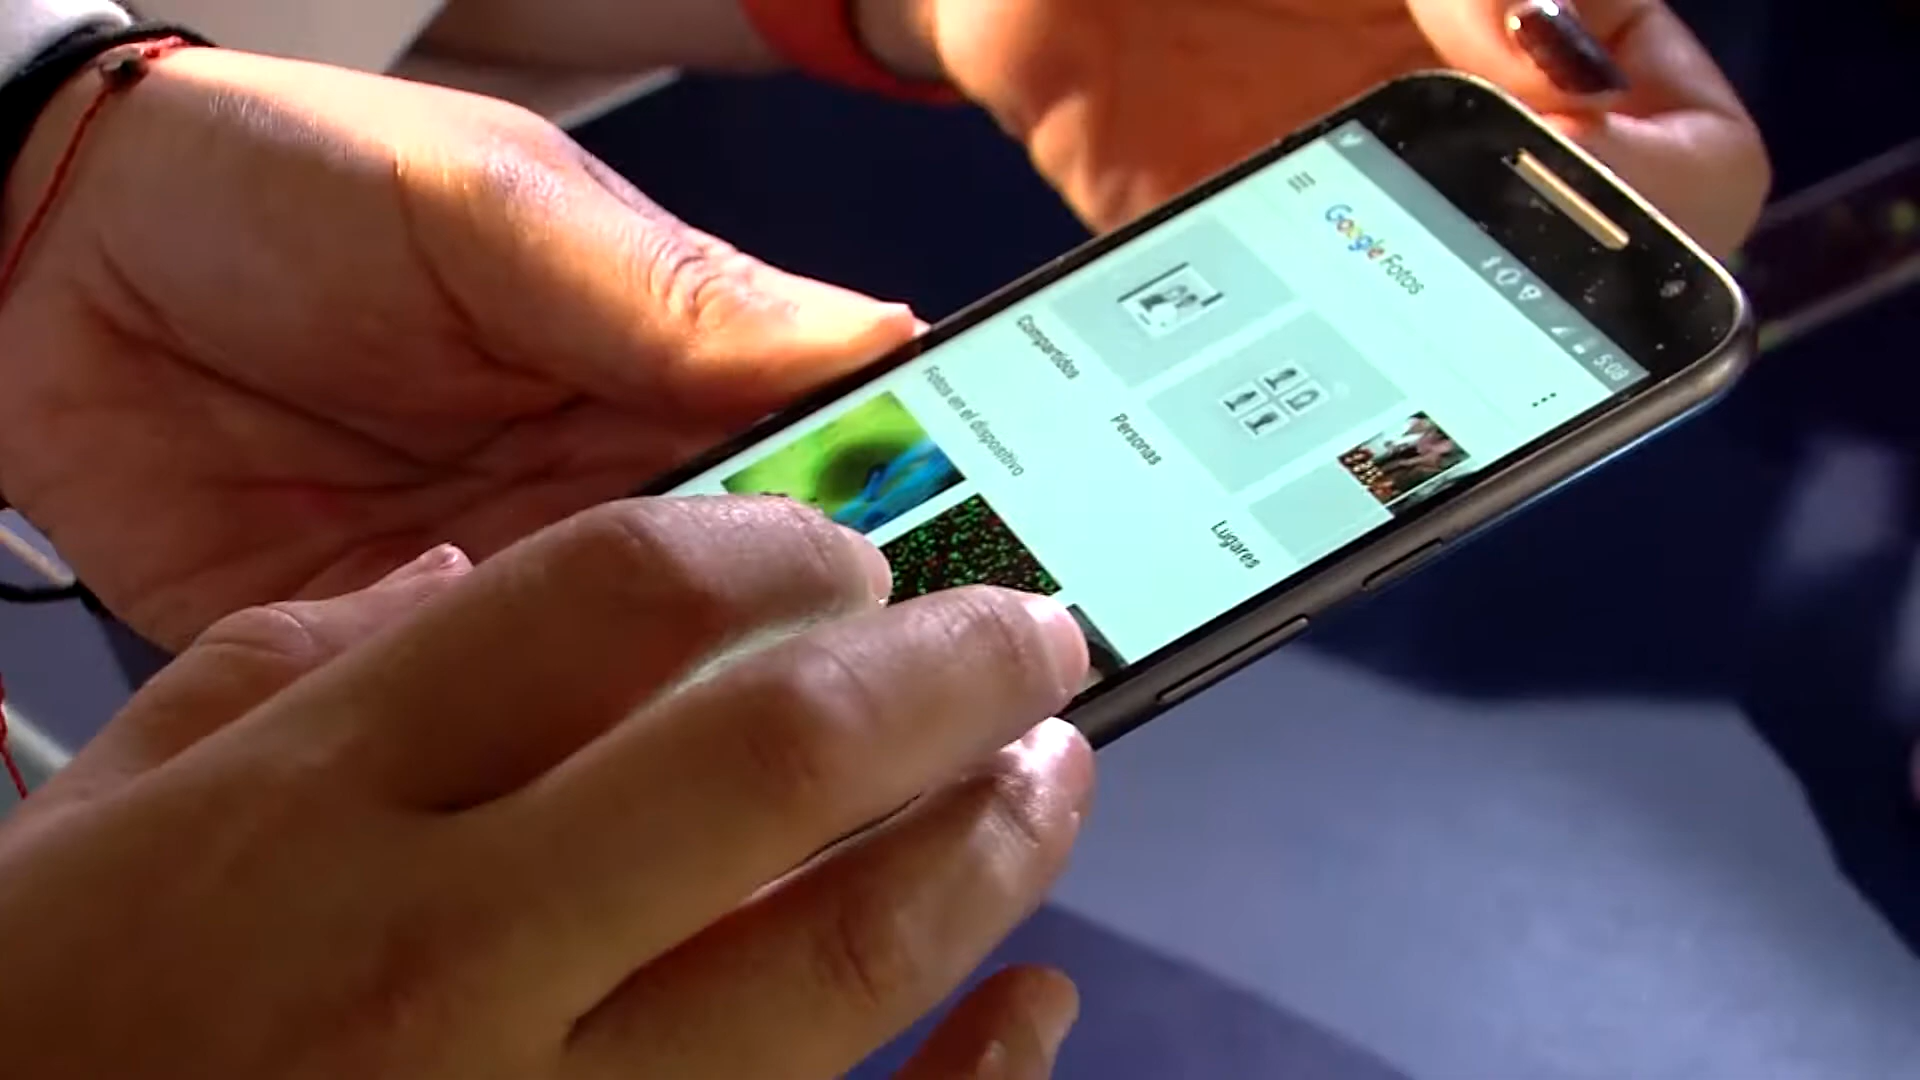 5:08
Google Fotos
Compartidos
Personas
Lugares
Fotos en el dispositivo